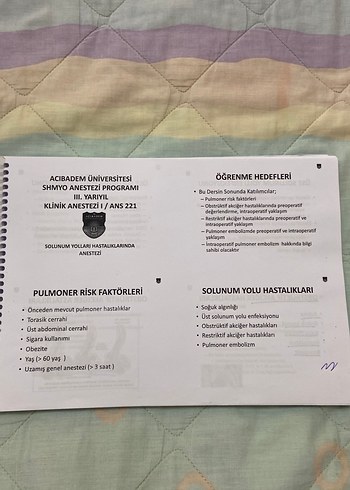 ACIBADEM ÜNİVERSİTESİ
SHMYO ANESTEZİ PROGRAMI
III. YARIYIL
KLİNİK ANESTEZİ I / ANS 221
SOLUNUM YOLLARI HASTALIKLARINDA
ANESTEZİ
ÖĞRENME HEDEFLERİ
• Bu Dersin Sonunda Katılımcılar;
– Pulmoner risk faktörleri
– Obstrüktif akciğer hastalıklarında preoperatif
değerlendirme, intraoperatif yaklaşım
– Restriktif akciğer hastalıklarında preoperatif ve
intraoperatif yaklaşım
– Pulmoner embolizmde preoperatif ve intraoperatif
yaklaşım
– İntraoperatif pulmoner embolizm hakkında bilgi
sahibi olacaktır
PULMONER RİSK FAKTÖRLERİ
• Önceden mevcut pulmoner hastalıklar
• Torasik cerrahi
• Üst abdominal cerrahi
• Sigara kullanımı
• Obezite
• Yaş (> 60 yaş )
• Uzamış genel anestezi (> 3 saat )
SOLUNUM YOLU HASTALIKLARI
• Soğuk algınlığı
• Üst solunum yolu enfeksiyonu
• Obstrüktif akciğer hastalıkları
• Restriktif akciğer hastalıkları
• Pulmoner embolizm